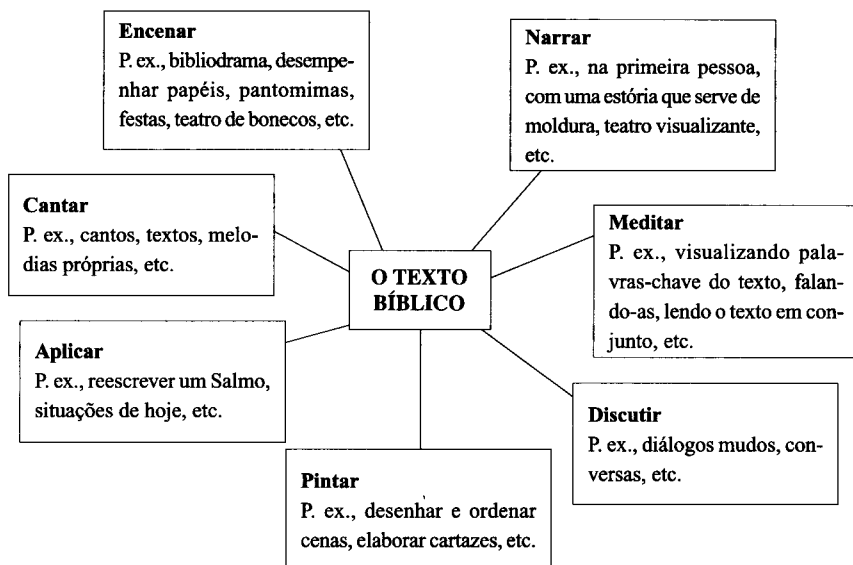 Encenar
P. ex., bibliodrama, desempe-
nhar papéis, pantomimas,
festas, teatro de bonecos, etc.
Narrar
P. ex., na primeira pessoa,
com uma estória que serve de
moldura, teatro visualizante,
etc.
Cantar
P. ex., cantos, textos, melo-
dias próprias, etc.
O TEXTO
BÍBLICO
Meditar
P. ex., visualizando pala-
vras-chave do texto, falan-
do-as, lendo o texto em con-
junto, etc.
Aplicar
P. ex., reescrever um Salmo,
situações de hoje, etc.
Discutir
P. ex., diálogos mudos, con-
versas, etc.
Pintar
P. ex., desenhar e ordenar
cenas, elaborar cartazes, etc.